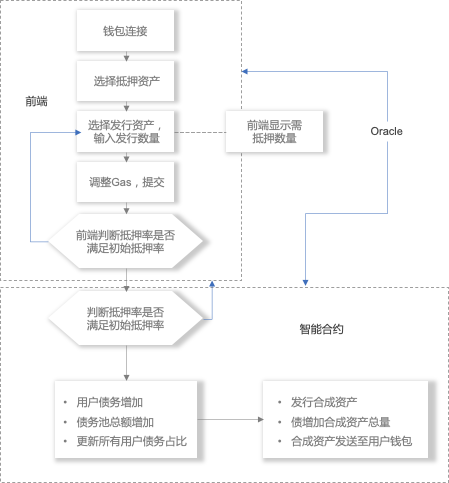 钱包连接
选择抵押资产
前端
选择发行资产，
输入发行数量
前端显示需
抵押数量
Oracle
调整Gas，提交
前端判断抵押率是否
满足初始抵押率
判断抵押率是否
满足初始抵押率
智能合约
• 用户债务增加
• 债务池总额增加
• 更新所有用户债务占比
• 发行合成资产
• 债增加合成资产总量
• 合成资产发送至用户钱包